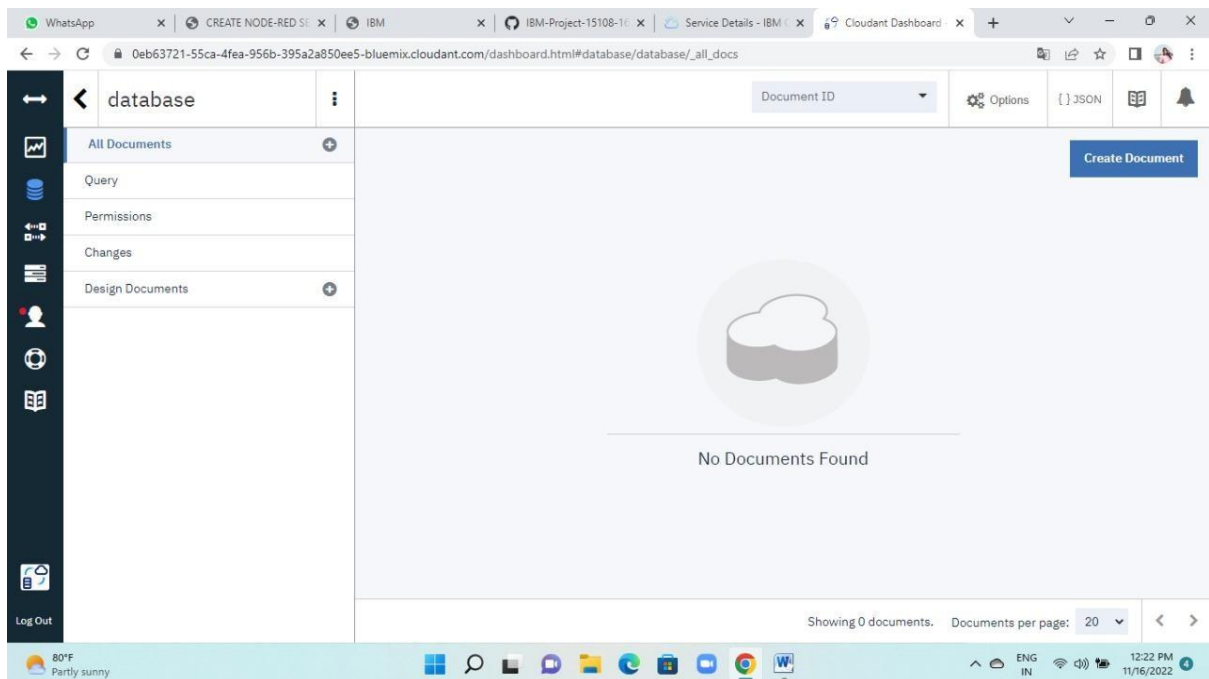 WhatsApp
CREATE NODE-RED SE
IBM
IBM-Project-15108-16
Service Details - IBM C
Cloudant Dashboard
0eb63721-55ca-4fea-956b-395a2a850ee5-bluemix.cloudant.com/dashboard.html#database/database/_all_docs
database
Document ID
Options
{ } JSON
All Documents
Create Document
Query
Permissions
Changes
Design Documents
No Documents Found
Log Out
Showing 0 documents.
Documents per page: 20
80°F
Partly sunny
ENG
IN
12:22 PM
11/16/2022
4